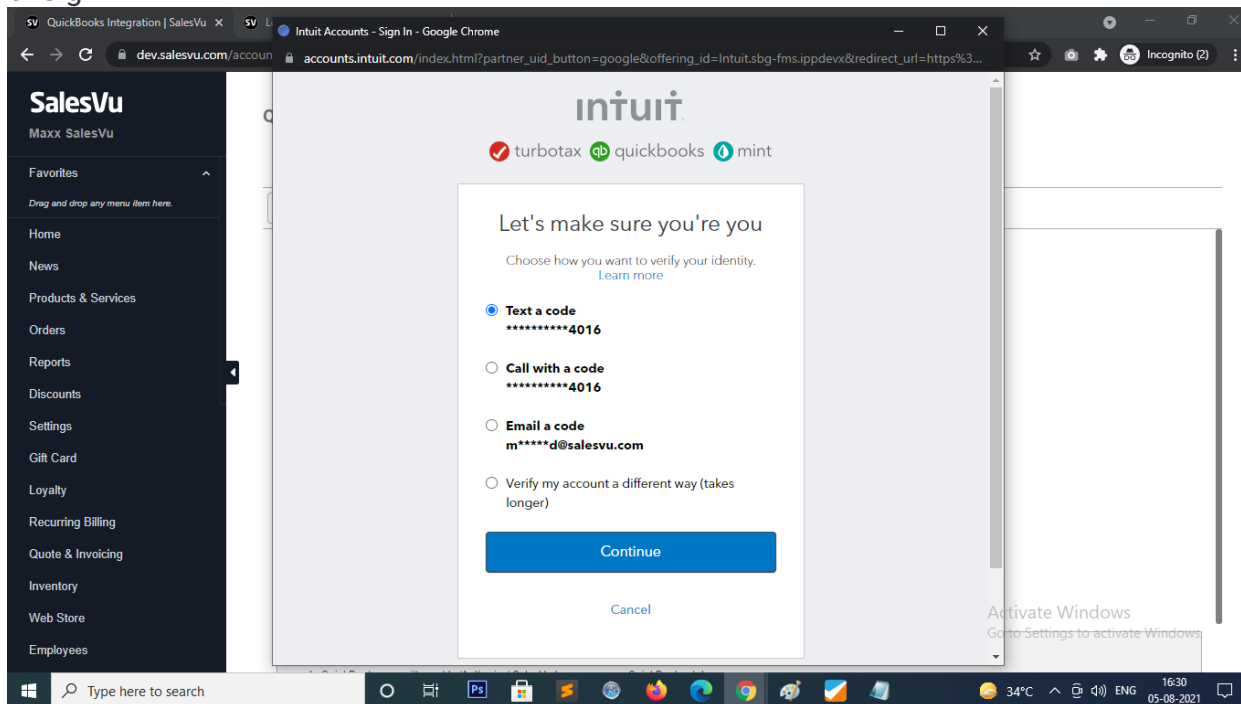 QuickBooks Integration | SalesVu
Intuit Accounts - Sign In - Google Chrome
dev.salesvu.com/accoun
accounts.intuit.com/index.html?partner_uid_button=google&offering_id=Intuit.sbg-fms.ippdevx&redirect_url=https%3...
Incognito (2)
SalesVu
Maxx SalesVu
Favorites
Drag and drop any menu item here.
Home
News
Products & Services
Orders
Reports
Discounts
Settings
Gift Card
Loyalty
Recurring Billing
Quote & Invoicing
Inventory
Web Store
Employees
intuit
turbotax qb quickbooks mint
Let's make sure you're you
Choose how you want to verify your identity.
Learn more
Text a code
**********4016
Call with a code
**********4016
Email a code
m*****d@salesvu.com
Verify my account a different way (takes
longer)
Continue
Cancel
Activate Windows
Go to Settings to activate Windows.
Type here to search
Ps
34°C
ENG
16:30
05-08-2021